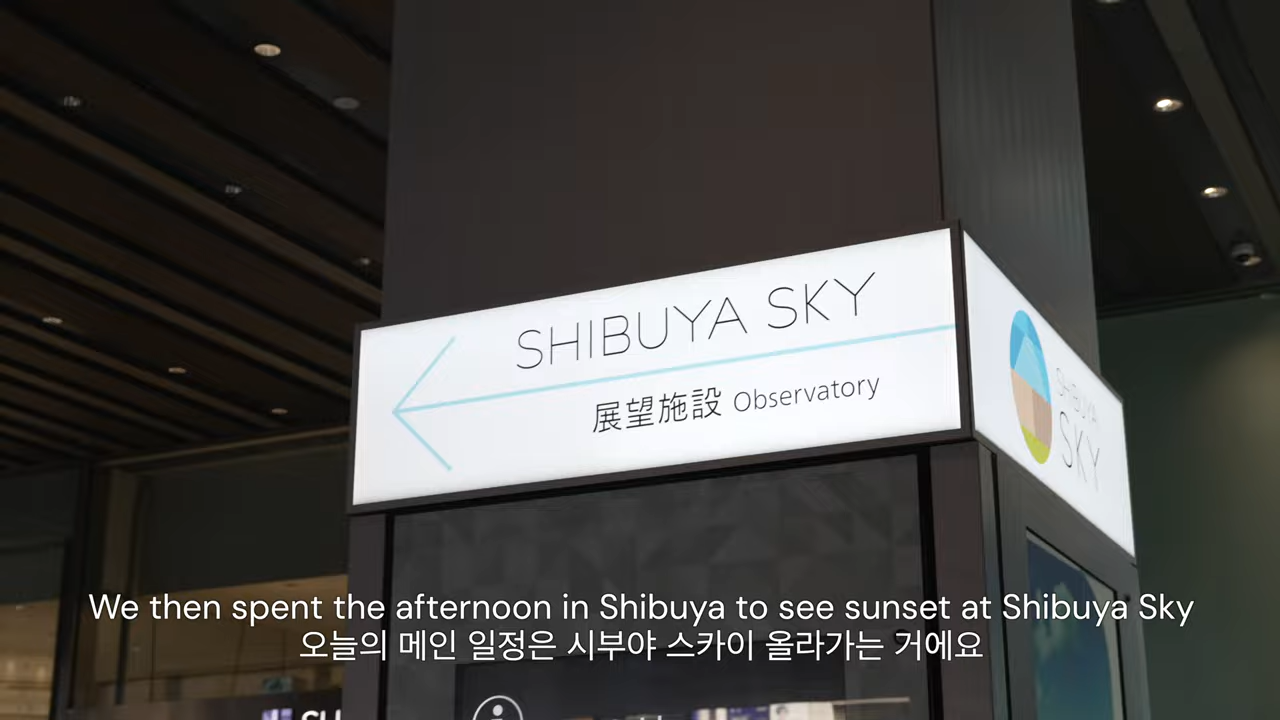 SHIBUYA SKY
展望施設 Observatory
SHIBUYA
SKY
We then spent the afternoon in Shibuya to see sunset at Shibuya Sky
오늘의 메인 일정은 시부야 스카이 올라가는 거에요